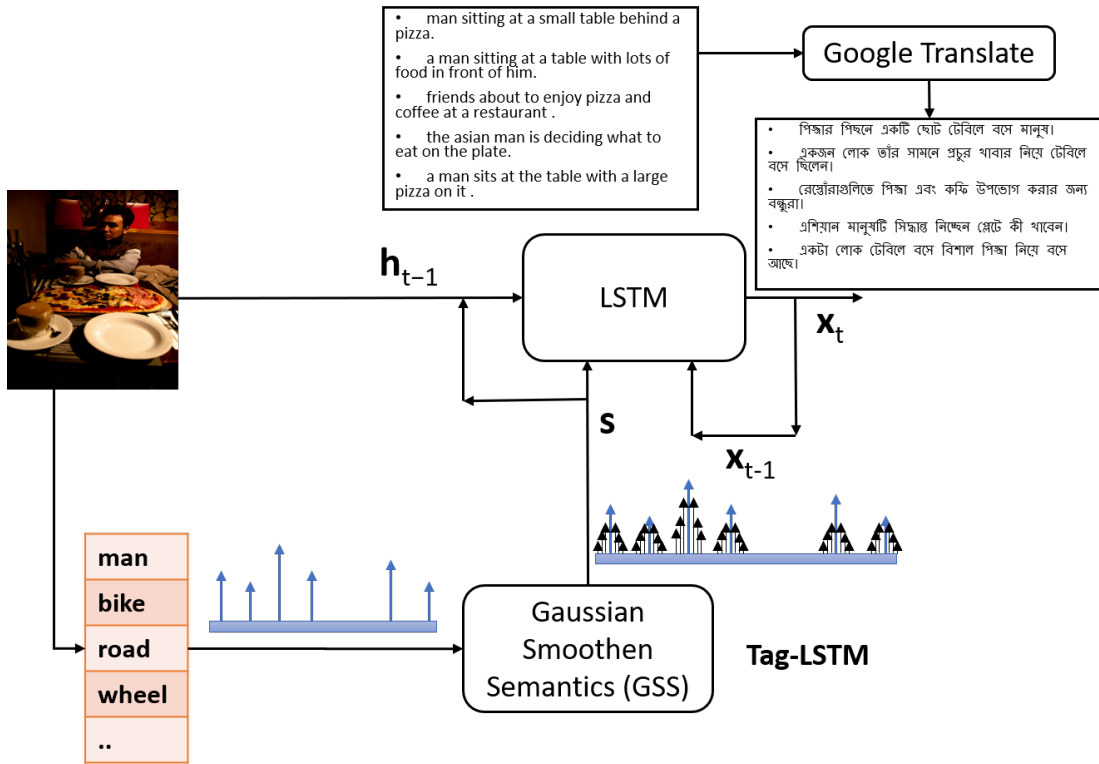 • man sitting at a small table behind a
pizza.
• a man sitting at a table with lots of
food in front of him.
• friends about to enjoy pizza and
coffee at a restaurant .
• the asian man is deciding what to
eat on the plate.
• a man sits at the table with a large
pizza on it .
Google Translate
• পিজ্জার পিছনে একটি ছোট টেবিলে বসে মানুষ।
• একজন লোক তাঁর সামনে প্রচুর খাবার নিয়ে টেবিলে
বসে ছিলেন।
• রেস্তোঁরাগুলিতে পিজ্জা এবং কফি উপভোগ করার জন্য
বন্ধুরা।
• এশিয়ান মানুষটি সিদ্ধান্ত নিচ্ছেন প্লেটে কী খাবেন।
• একটা লোক টেবিলে বসে বিশাল পিজ্জা নিয়ে বসে
আছে।
h t−1
LSTM
x t
s
x t-1
man
bike
road
wheel
..
Gaussian
Smoothen
Semantics (GSS)
Tag-LSTM